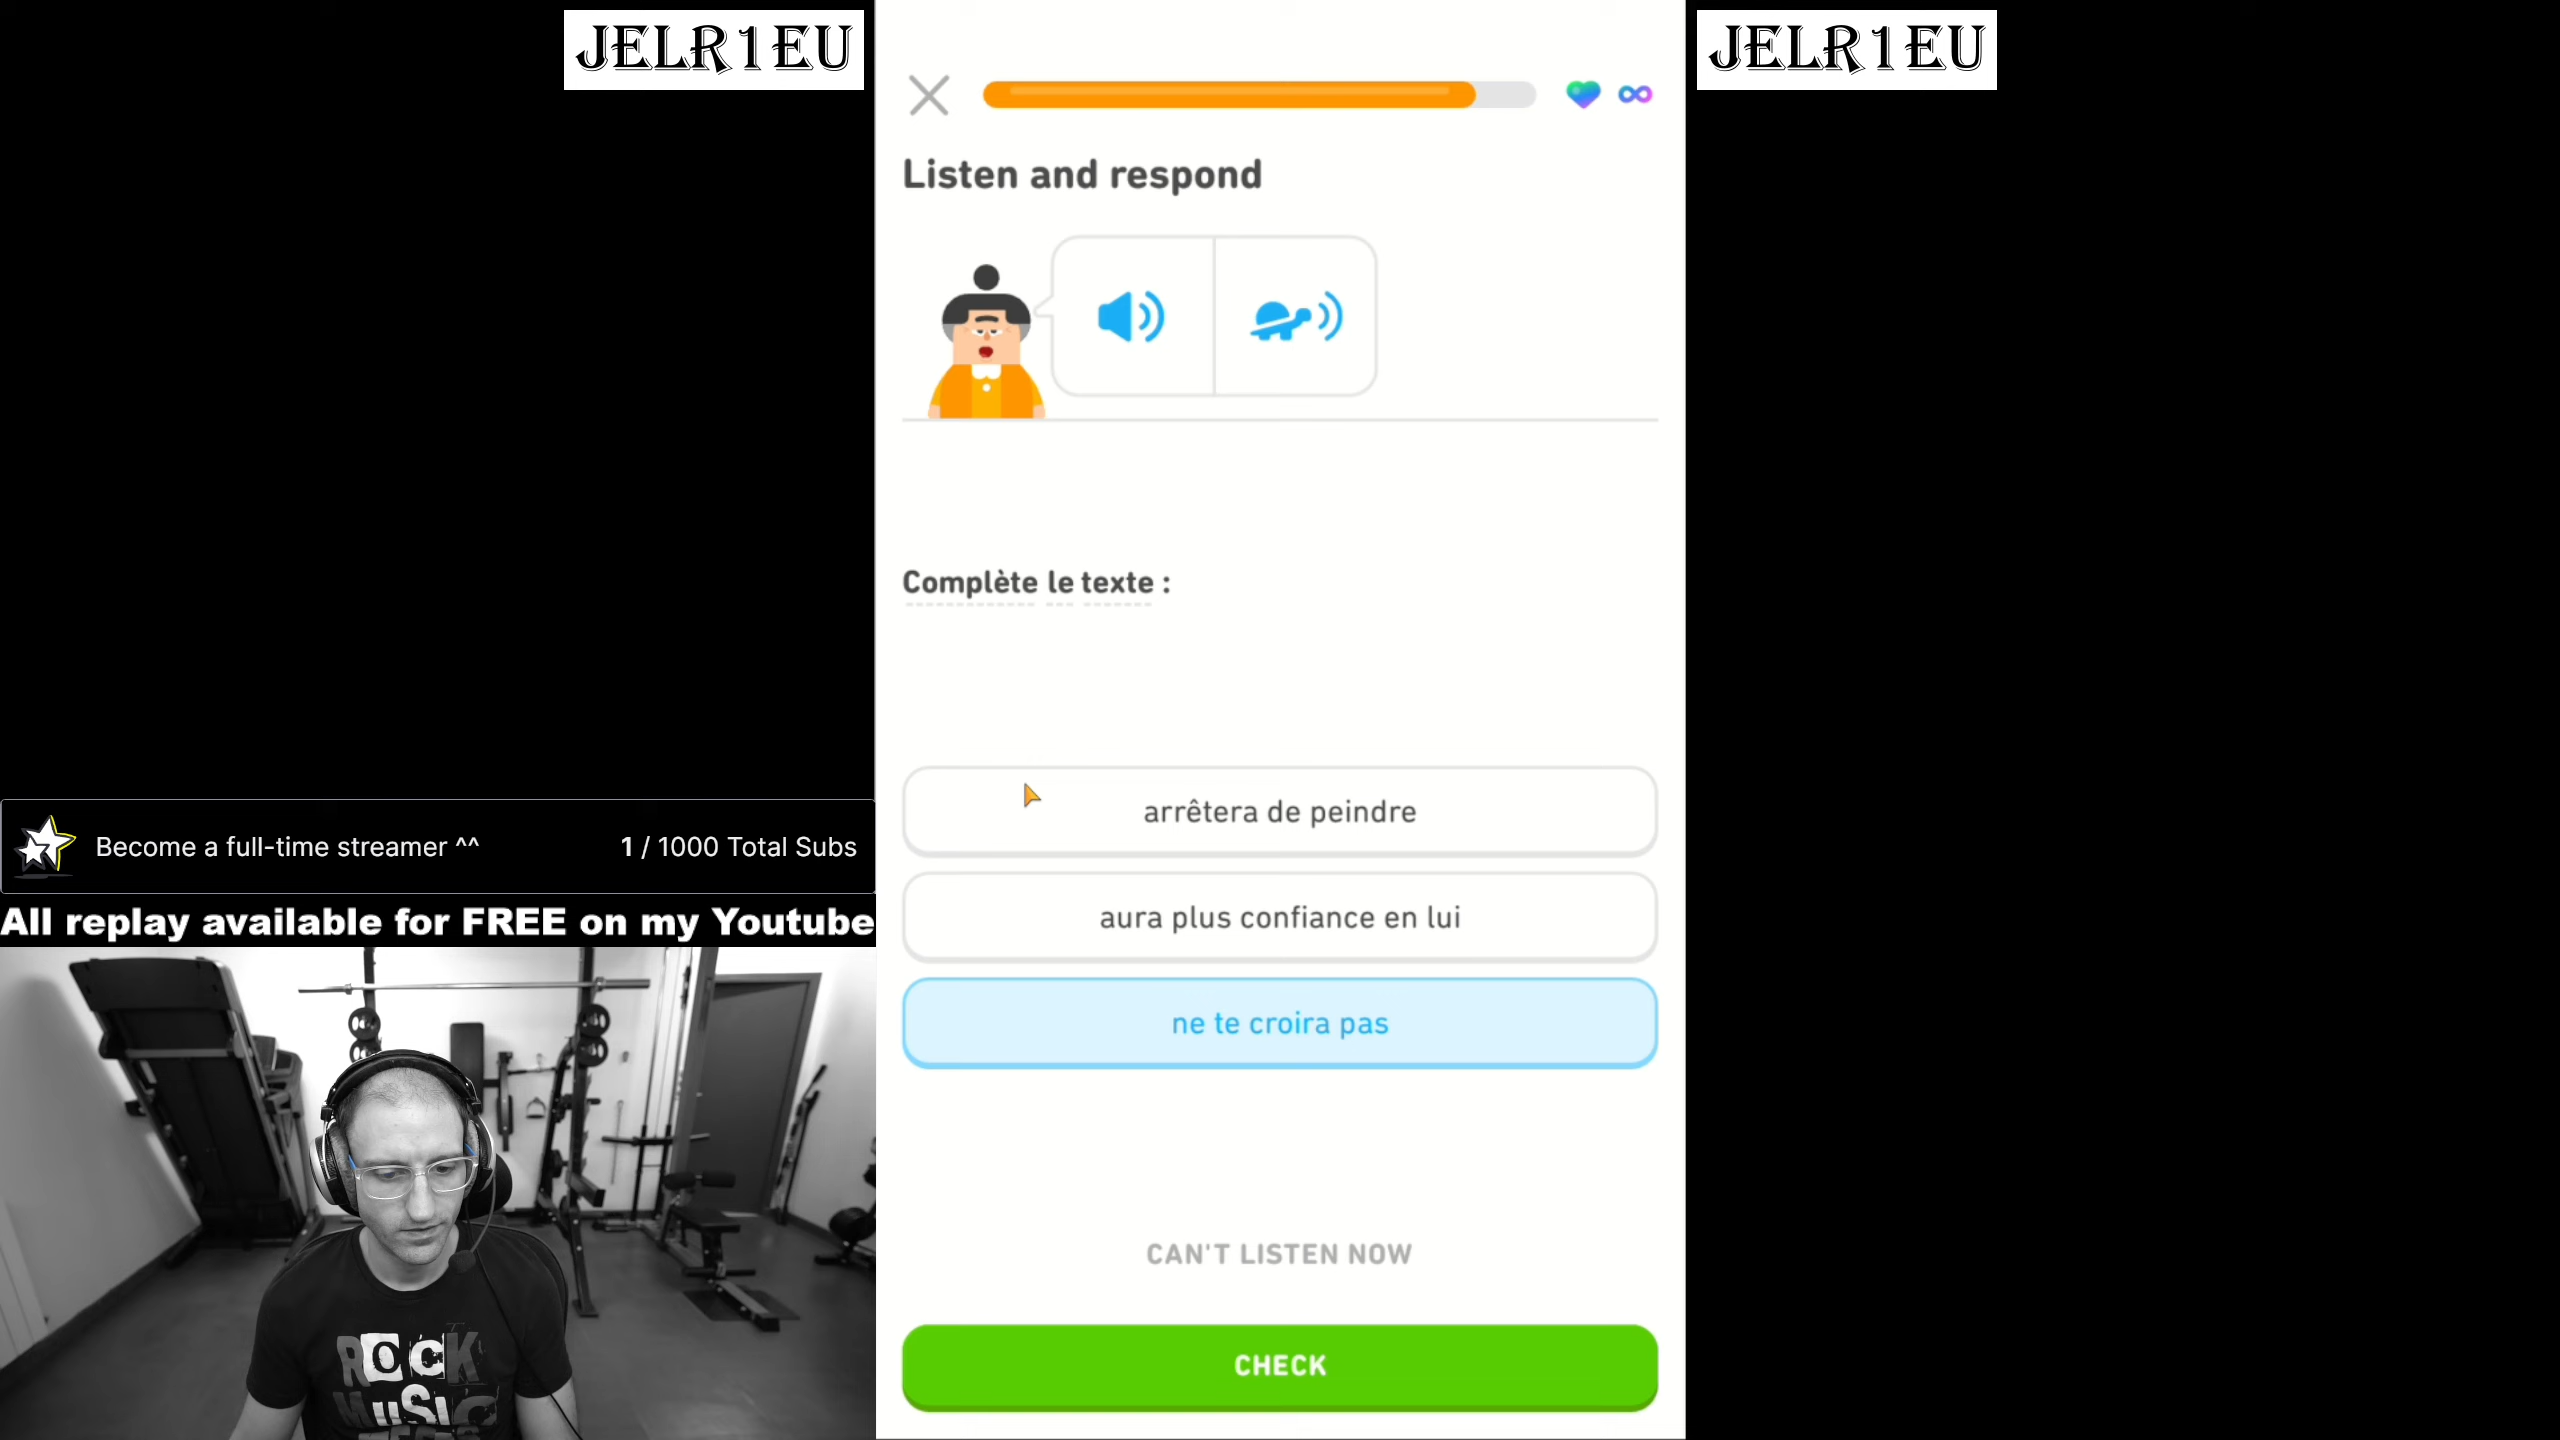 JELR1EU
JELR1EU
Listen and respond
Complète le texte :
arrêtera de peindre
aura plus confiance en lui
ne te croira pas
CAN'T LISTEN NOW
CHECK
Become a full-time streamer ^^ 1 / 1000 Total Subs
All replay available for FREE on my Youtube
ROCK
MUSIC